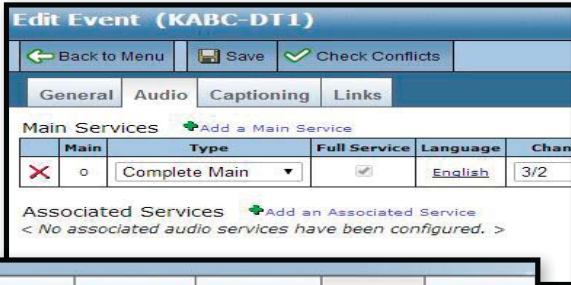 Edit Event (KABC-DT1)
Back to Menu Save Check Conflicts
General Audio Captioning Links
Main Services Add a Main Service
Main Type Full Service Language Chan
Complete Main English 3/2
Associated Services Add an Associated Service
< No associated audio services have been configured. >